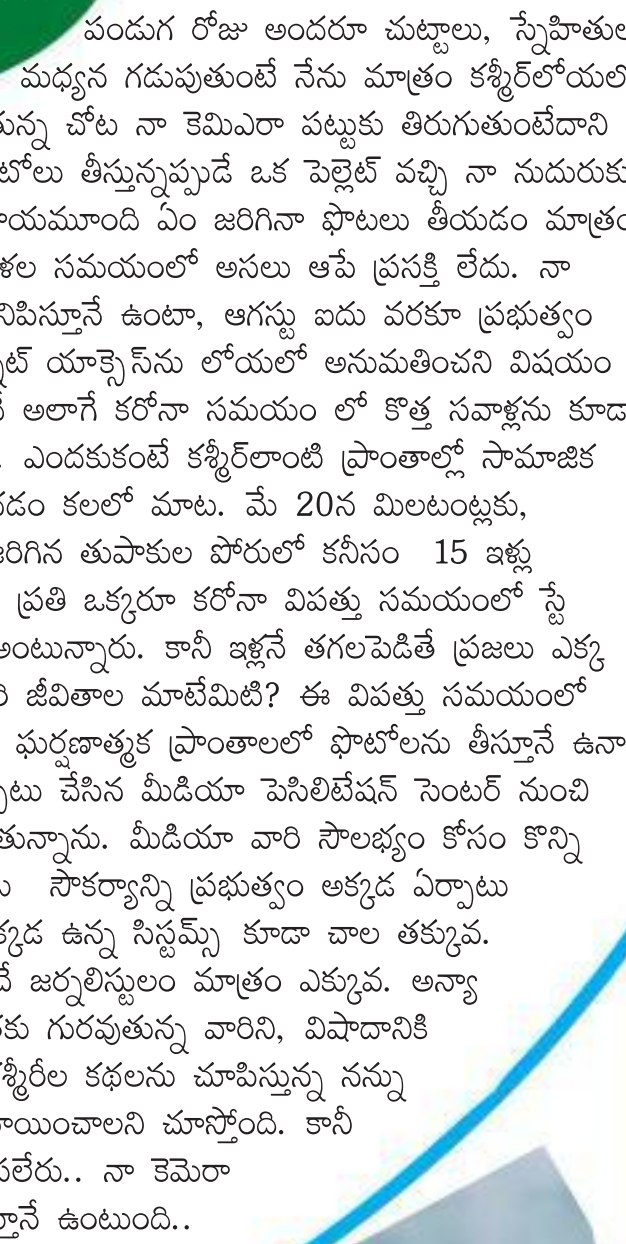 పండుగ రోజు అందరూ చుట్టాలు, స్నేహితుల
మధ్యన గడుపుతుంటే నేను మాత్రం కశ్మీర్‌లోయలో
తున్న చోట నా కెమిఎరా పట్టుకు తిరుగుతుంటేదాని
టోలు తీస్తున్నప్పుడే ఒక పెల్లెట్ వచ్చి నా నుదురుకు
ాయమూంది ఏం జరిగినా ఫొటలు తీయడం మాత్రం
ళల సమయంలో అసలు ఆపే ప్రసక్తి లేదు. నా
నిపిస్తూనే ఉంటా, ఆగస్టు ఐదు వరకూ ప్రభుత్వం
నెట్ యాక్సెస్‌ను లోయలో అనుమతించని విషయం
అలాగే కరోనా సమయం లో కొత్త సవాళ్లను కూడా
. ఎందకుకంటే కశ్మీర్‌లాంటి ప్రాంతాల్లో సామాజిక
డం కలలో మాట. మే 20న మిలటంట్లకు,
జరిగిన తుపాకుల పోరులో కనీసం 15 ఇళ్లు
ప్రతి ఒక్కరూ కరోనా విపత్తు సమయంలో స్టే
అంటున్నారు. కానీ ఇళ్లనే తగలపెడితే ప్రజలు ఎక్క
రి జీవితాల మాటేమిటి? ఈ విపత్తు సమయంలో
ఘర్షణాత్మక ప్రాంతాలలో ఫొటోలను తీస్తూనే ఉనా
్పాటు చేసిన మీడియా పెసిలిటేషన్ సెంటర్ నుంచి
తున్నాను. మీడియా వారి సౌలభ్యం కోసం కొన్ని
సౌకర్యాన్ని ప్రభుత్వం అక్కడ ఏర్పాటు
క్కడ ఉన్న సిస్టమ్స్ కూడా చాల తక్కువ.
దే జర్నలిస్టులం మాత్రం ఎక్కువ. అన్యా
కు గురవుతున్న వారిని, విషాదానికి
శ్మీరీల కథలను చూపిస్తున్న నన్ను
ాయించాలని చూస్తోంది. కానీ
పలేరు.. నా కెమెరా
్తూనే ఉంటుంది..